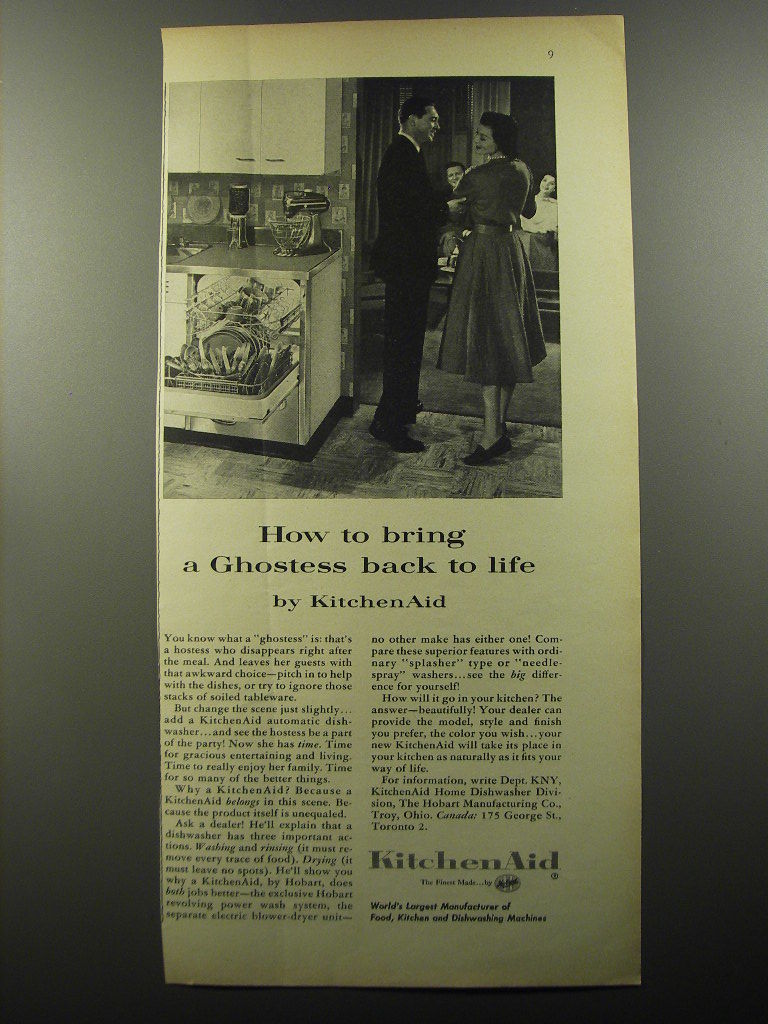 9
How to bring
a Ghostess back to life
by KitchenAid
You know what a "ghostess" is: that's
a hostess who disappears right after
the meal. And leaves her guests with
that awkward choice—pitch in to help
with the dishes, or try to ignore those
stacks of soiled tableware.
But change the scene just slightly...
add a KitchenAid automatic dish-
washer...and see the hostess be a part
of the party! Now she has time. Time
for gracious entertaining and living.
Time to really enjoy her family. Time
for so many of the better things.
Why a KitchenAid? Because a
KitchenAid belongs in this scene. Be-
cause the product itself is unequaled.
Ask a dealer! He'll explain that a
dishwasher has three important ac-
tions. Washing and rinsing (it must re-
move every trace of food). Drying (it
must leave no spots). He'll show you
why a KitchenAid, by Hobart, does
both jobs better—the exclusive Hobart
revolving power wash system, the
separate electric blower-dryer unit—
no other make has either one! Com-
pare these superior features with ordi-
nary "splasher" type or "needle-
spray" washers...see the big differ-
ence for yourself!
How will it go in your kitchen? The
answer—beautifully! Your dealer can
provide the model, style and finish
you prefer, the color you wish...your
new KitchenAid will take its place in
your kitchen as naturally as it fits your
way of life.
For information, write Dept. KNY,
KitchenAid Home Dishwasher Divi-
sion, The Hobart Manufacturing Co.,
Troy, Ohio. Canada: 175 George St.,
Toronto 2.
KitchenAid®
The Finest Made...by
World's Largest Manufacturer of
Food, Kitchen and Dishwashing Machines